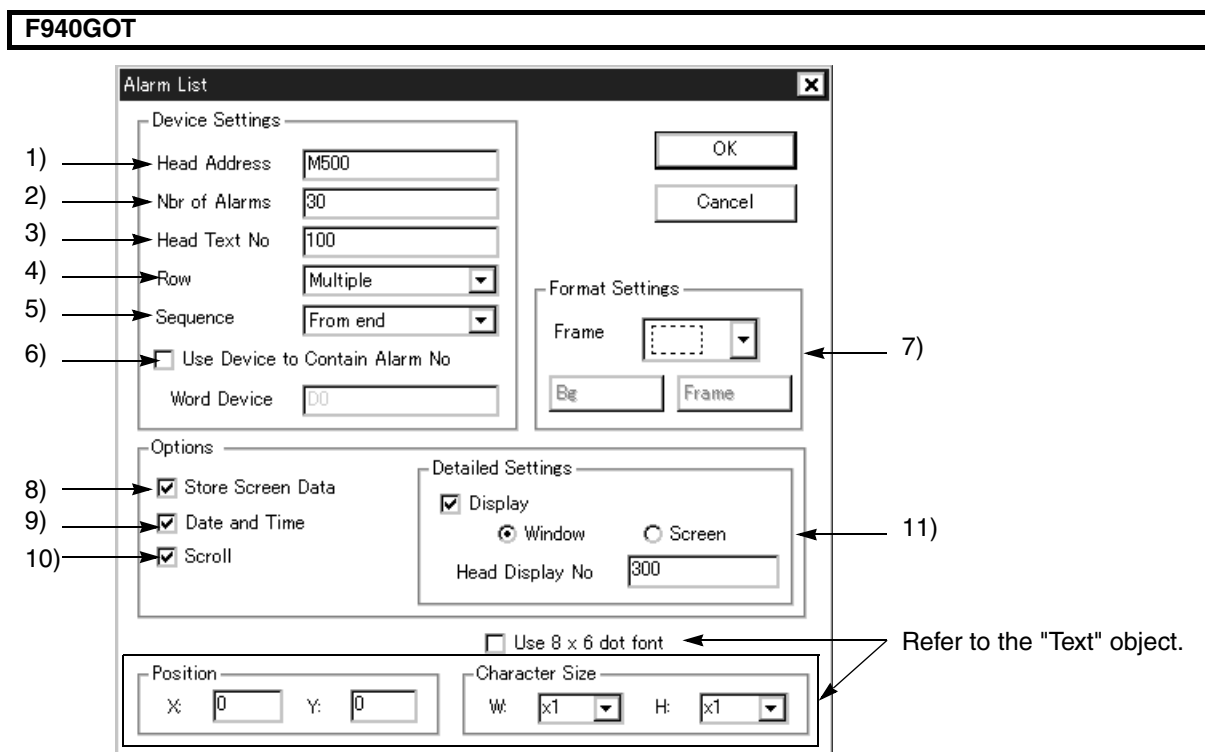 F940GOT
Alarm List
Device Settings
1) Head Address M500
2) Nbr of Alarms 30
3) Head Text No 100
4) Row Multiple
5) Sequence From end
6) Use Device to Contain Alarm No
Word Device D0
OK
Cancel
Format Settings
Frame
7)
Bg Frame
Options
8) Store Screen Data
9) Date and Time
10) Scroll
Detailed Settings
Display
Window Screen
11)
Head Display No 300
Use 8 x 6 dot font
Refer to the "Text" object.
Position
X: 0 Y: 0
Character Size
W: x1 H: x1